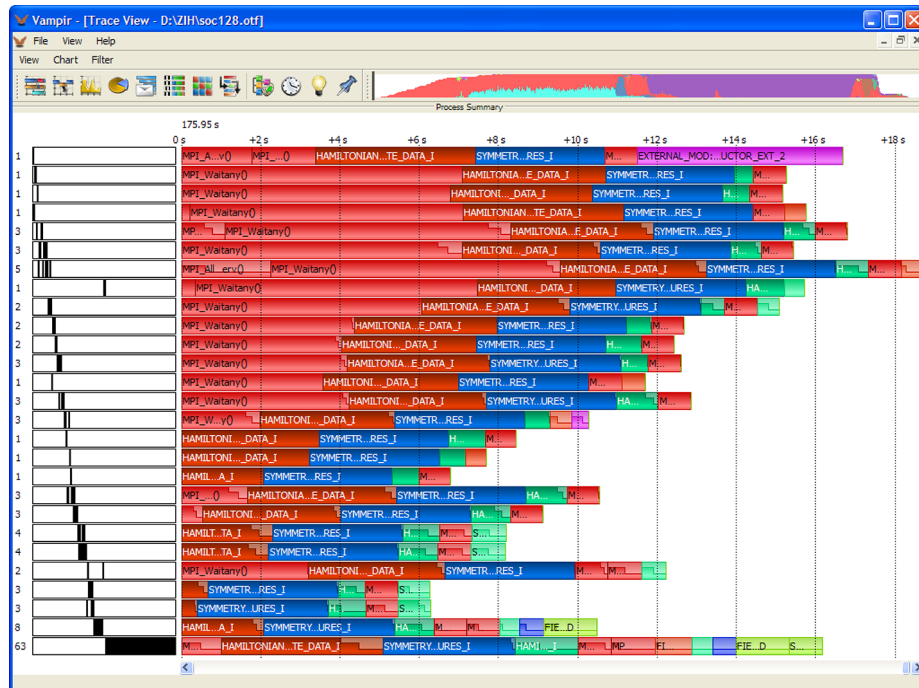 Vampir - [Trace View - D:\ZIH\soc128.otf]
File View Help
View Chart Filter
Process Summary
175.95 s
0 s +2 s +4 s +6 s +8 s +10 s +12 s +14 s +16 s +18 s
1 MPI_A...v() MPI_...() HAMILTONIAN...TE_DATA_I SYMMETR...RES_I M... EXTERNAL_MOD:...UCTOR_EXT_2
1 MPI_Waitany() HAMILTONIA...E_DATA_I SYMMETR...RES_I M...
1 MPI_Waitany() HAMILTONI..._DATA_I SYMMETR...RES_I H... M...
1 MPI_Waitany() HAMILTONIAN...TE_DATA_I SYMMETR...RES_I M...
3 MP... MPI_Waitany() HAMILTONIA...E_DATA_I SYMMETR...RES_I H... M...
3 MPI_Waitany() HAMILTONI..._DATA_I SYMMETR...RES_I H... M...
5 MPI_All...erv() MPI_Waitany() HAMILTONIA...E_DATA_I SYMMETR...RES_I H... M...
1 MPI_Waitany() HAMILTONI..._DATA_I SYMMETRY...URES_I HA...
2 MPI_Waitany() HAMILTONIA...E_DATA_I SYMMETRY...URES_I H... M...
2 MPI_Waitany() HAMILTONIA...E_DATA_I SYMMETR...RES_I M...
2 MPI_Waitany() HAMILTONI..._DATA_I SYMMETR...RES_I H... M...
3 MPI_Waitany() HAMILTONIA...E_DATA_I SYMMETRY...URES_I H... M...
1 MPI_Waitany() HAMILTONI..._DATA_I SYMMETR...RES_I M...
3 MPI_Waitany() HAMILTONI..._DATA_I SYMMETRY...URES_I HA... M...
3 MPI_W...y() HAMILTONI..._DATA_I SYMMETR...RES_I
1 HAMILTONI..._DATA_I SYMMETR...RES_I H... M...
1 HAMILTONI..._DATA_I SYMMETR...RES_I
1 HAMIL...A_I SYMMETR...RES_I M...
3 MPI_...() HAMILTONIA...E_DATA_I SYMMETR...RES_I HA... M...
3 HAMILTONI..._DATA_I SYMMETR...RES_I HA... M...
4 HAMILT...TA_I SYMMETR...RES_I H... M... S...
4 HAMILT...TA_I SYMMETR...RES_I HA... M... S...
2 MPI_Waitany() HAMILTONI..._DATA_I SYMMETR...RES_I M... M...
3 SYMMETR...RES_I H... M... S...
3 SYMMETRY...URES_I H... M... S...
8 HAMIL...A_I SYMMETRY...URES_I HA... M... M... FIE...D
63 M... HAMILTONIAN...TE_DATA_I SYMMETRY...URES_I HAMI..._I M... MP... FI... FIE...D S...